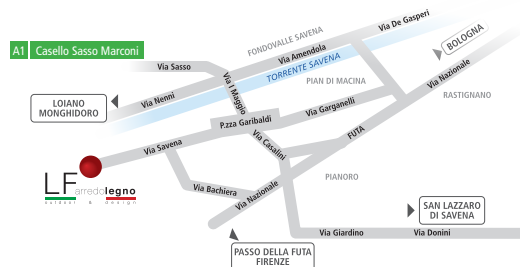 A1 Casello Sasso Marconi
FONDOVALLE SAVENA
Via De Gasperi
BOLOGNA
Via Sasso
Via Amendola
TORRENTE SAVENA
Via Nazionale
Via I Maggio
PIAN DI MACINA
RASTIGNANO
LOIANO
MONGHIDORO
Via Nenni
Via Garganelli
P.zza Garibaldi
FUTA
Via Savena
Via Casalini
PIANORO
LF arredolegno
outdoor & design
Via Bachiera
Via Nazionale
SAN LAZZARO
DI SAVENA
Via Giardino
Via Donini
PASSO DELLA FUTA
FIRENZE